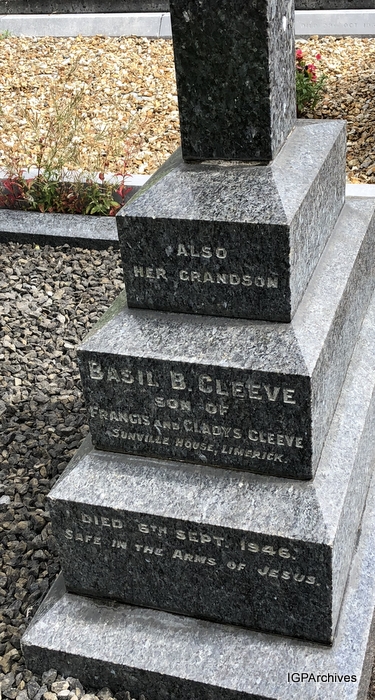 ALSO
HER GRANDSON
BASIL B. CLEEVE
SON OF
FRANCIS AND GLADYS CLEEVE
SUNVILLE HOUSE, LIMERICK.
DIED 6TH SEPT. 1946.
SAFE IN THE ARMS OF JESUS.
IGPArchives